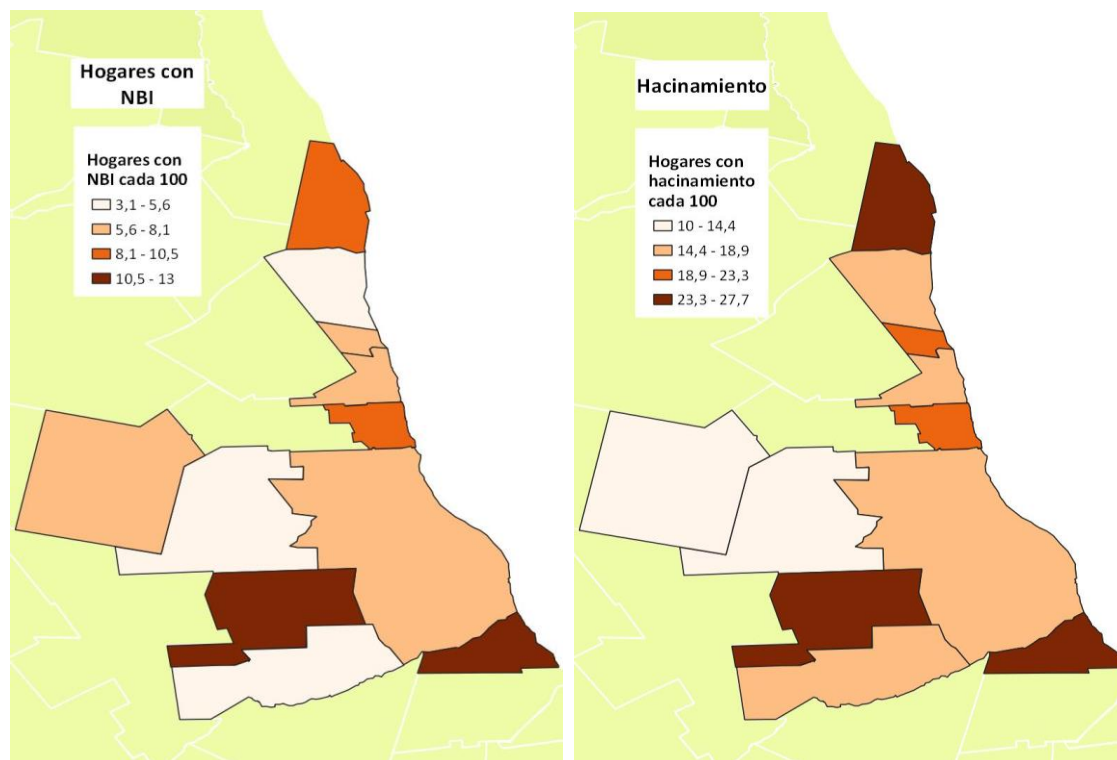 Hogares con
NBI
Hogares con
NBI cada 100
3,1 - 5,6
5,6 - 8,1
8,1 - 10,5
10,5 - 13
Hacinamiento
Hogares con
hacinamiento
cada 100
10 - 14,4
14,4 - 18,9
18,9 - 23,3
23,3 - 27,7